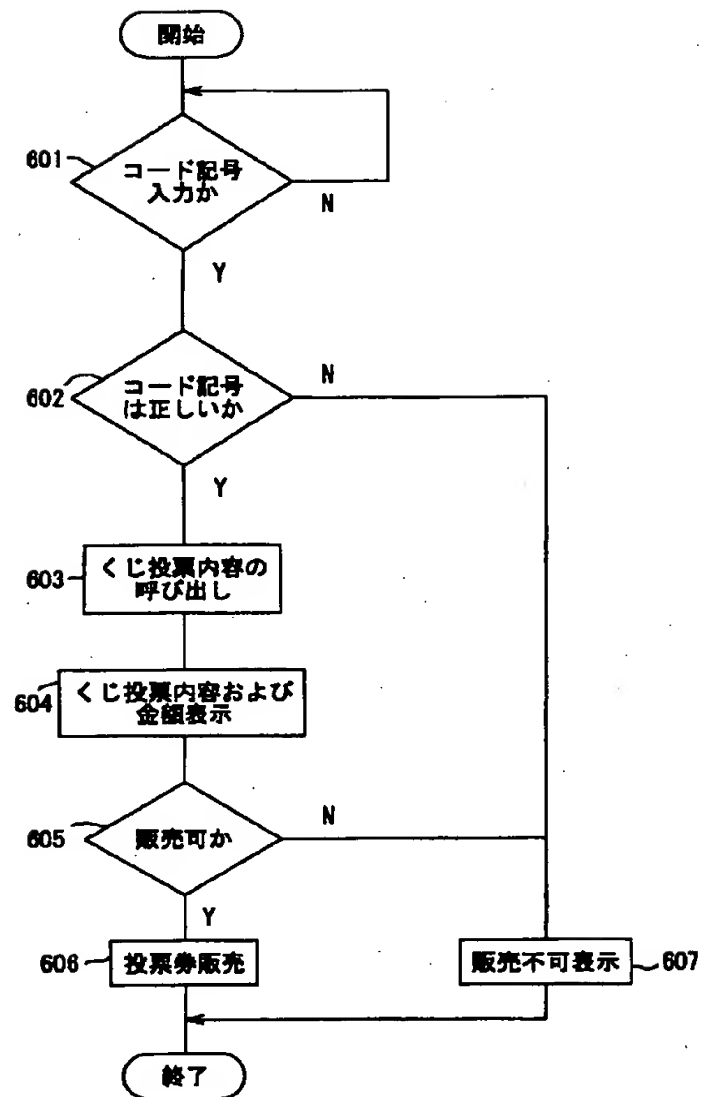 開始
601
コード記号
入力か
N
Y
602
コード記号
は正しいか
N
Y
603
くじ投票内容の
呼び出し
604
くじ投票内容および
金額表示
605
販売可か
N
Y
606
投票券販売
販売不可表示
607
終了